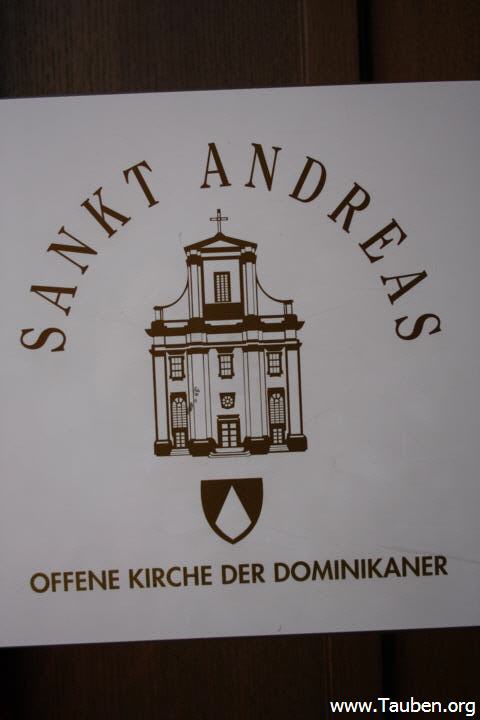 SANKT ANDREAS
OFFENE KIRCHE DER DOMINIKANER
www.Tauben.org